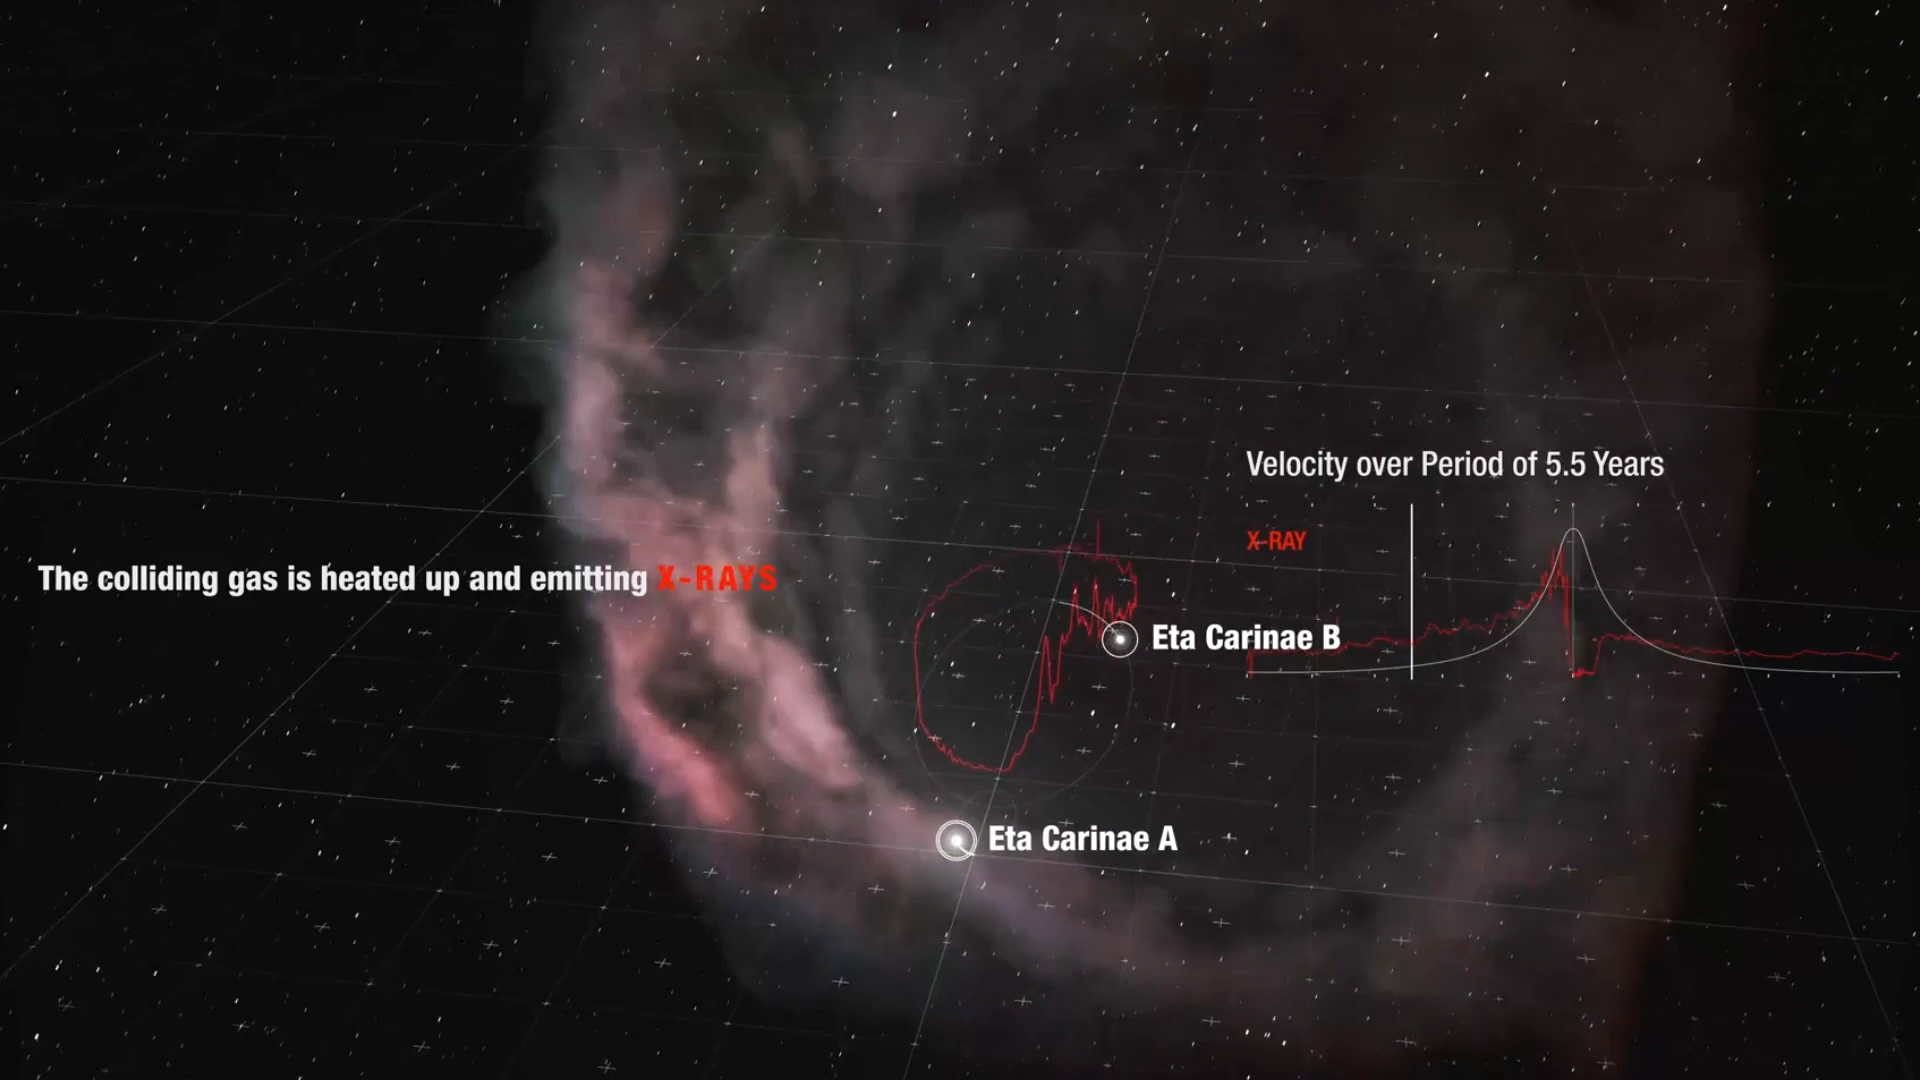 Velocity over Period of 5.5 Years
X-RAY
The colliding gas is heated up and emitting X-RAYS
Eta Carinae B
Eta Carinae A